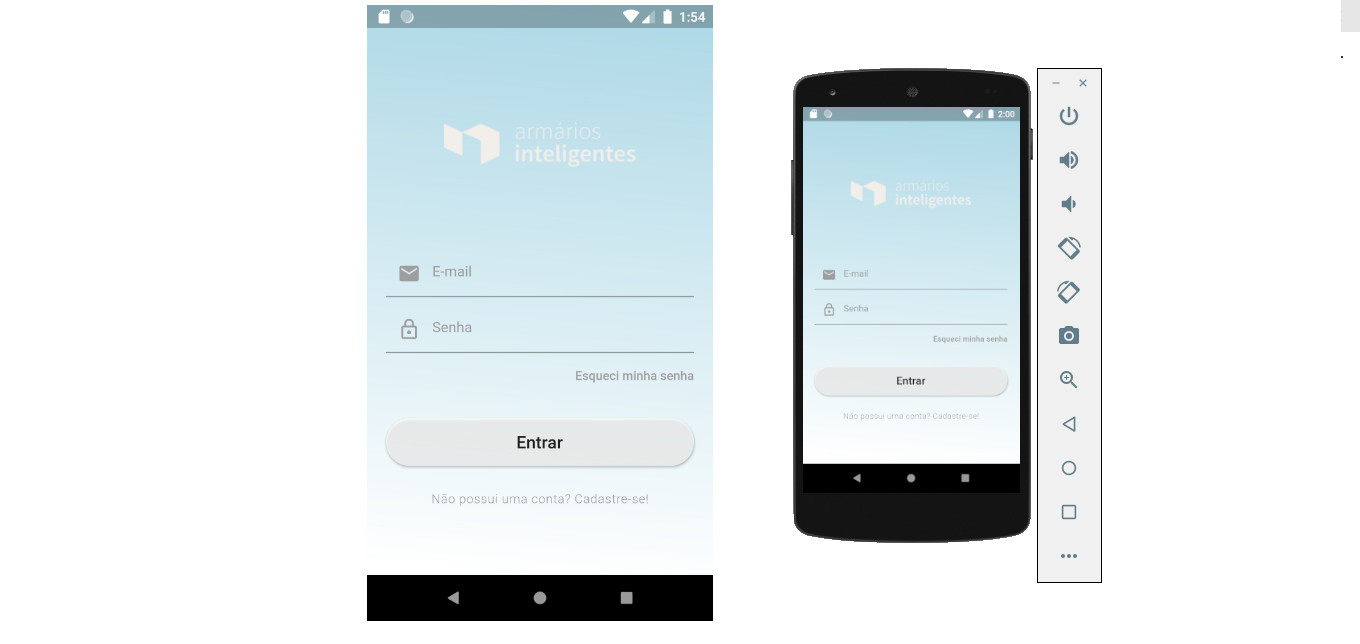 1:54
armários
inteligentes
E-mail
Senha
Esqueci minha senha
Entrar
Não possui uma conta? Cadastre-se!
2:00
armários
inteligentes
E-mail
Senha
Esqueci minha senha
Entrar
Não possui uma conta? Cadastre-se!